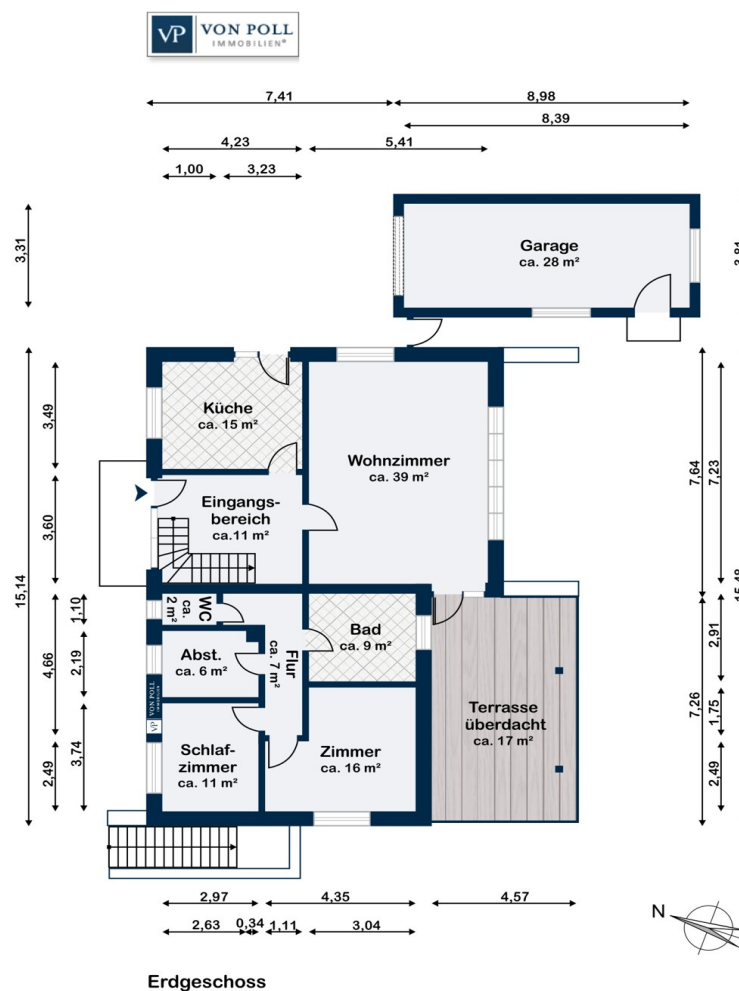 VP VON POLL
IMMOBILIEN®
7,41
8,98
8,39
4,23
5,41
1,00
3,23
3,31
Garage
ca. 28 m²
Küche
ca. 15 m²
Wohnzimmer
ca. 39 m²
Eingangs-
bereich
ca.11 m²
3,49
3,60
15,14
7,64
7,23
WC
ca.
2 m²
Abst.
ca. 6 m²
Flur
ca. 7 m²
Bad
ca. 9 m²
Schlaf-
zimmer
ca. 11 m²
Zimmer
ca. 16 m²
Terrasse
überdacht
ca. 17 m²
VP VON POLL
IMMOBILIEN
1,10
4,66
2,19
3,74
2,49
2,91
7,26
1,75
2,49
2,97
4,35
4,57
2,63
0,34
1,11
3,04
N
Erdgeschoss